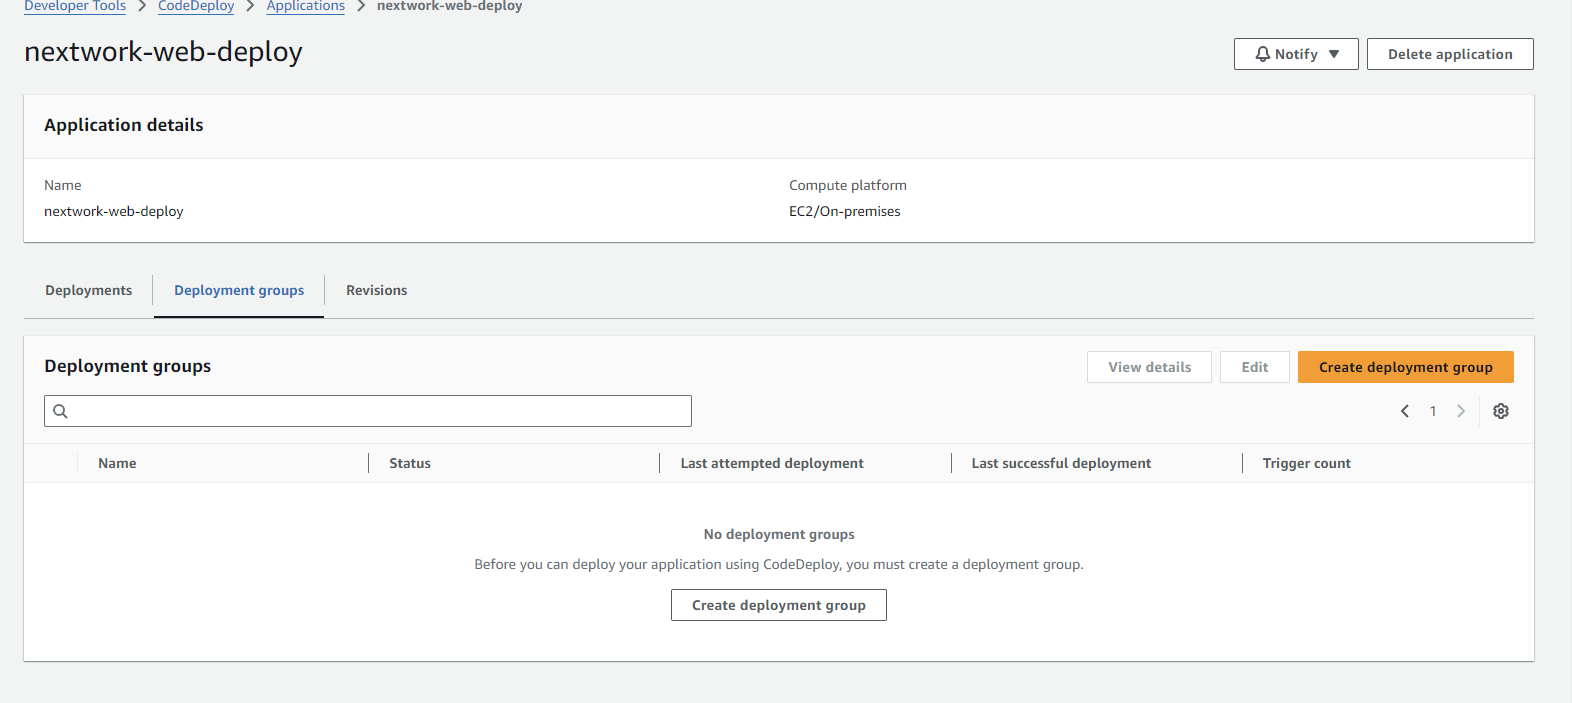 Developer Tools > CodeDeploy > Applications > nextwork-web-deploy
nextwork-web-deploy
Notify ▼
Delete application
Application details
Name
Compute platform
nextwork-web-deploy
EC2/On-premises
Deployments
Deployment groups
Revisions
Deployment groups
View details
Edit
Create deployment group
< 1 >
Name
Status
Last attempted deployment
Last successful deployment
Trigger count
No deployment groups
Before you can deploy your application using CodeDeploy, you must create a deployment group.
Create deployment group